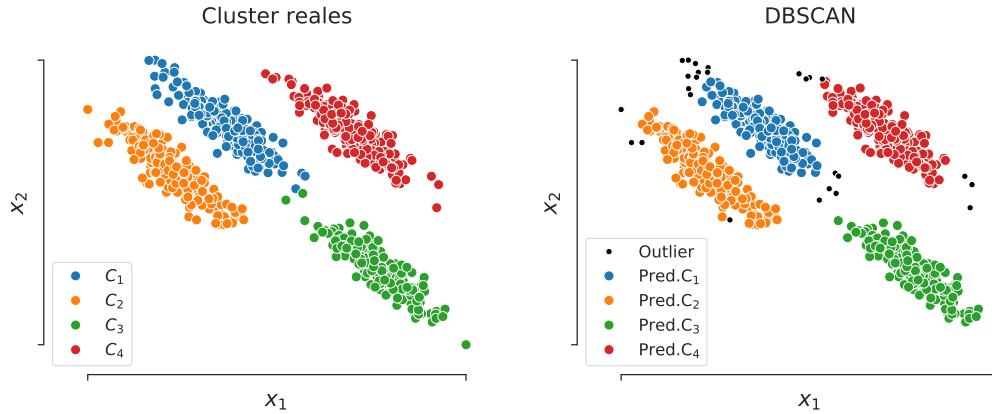 Cluster reales
x₂
C₁
C₂
C₃
C₄
x₁
DBSCAN
x₂
Outlier
Pred.C₁
Pred.C₂
Pred.C₃
Pred.C₄
x₁